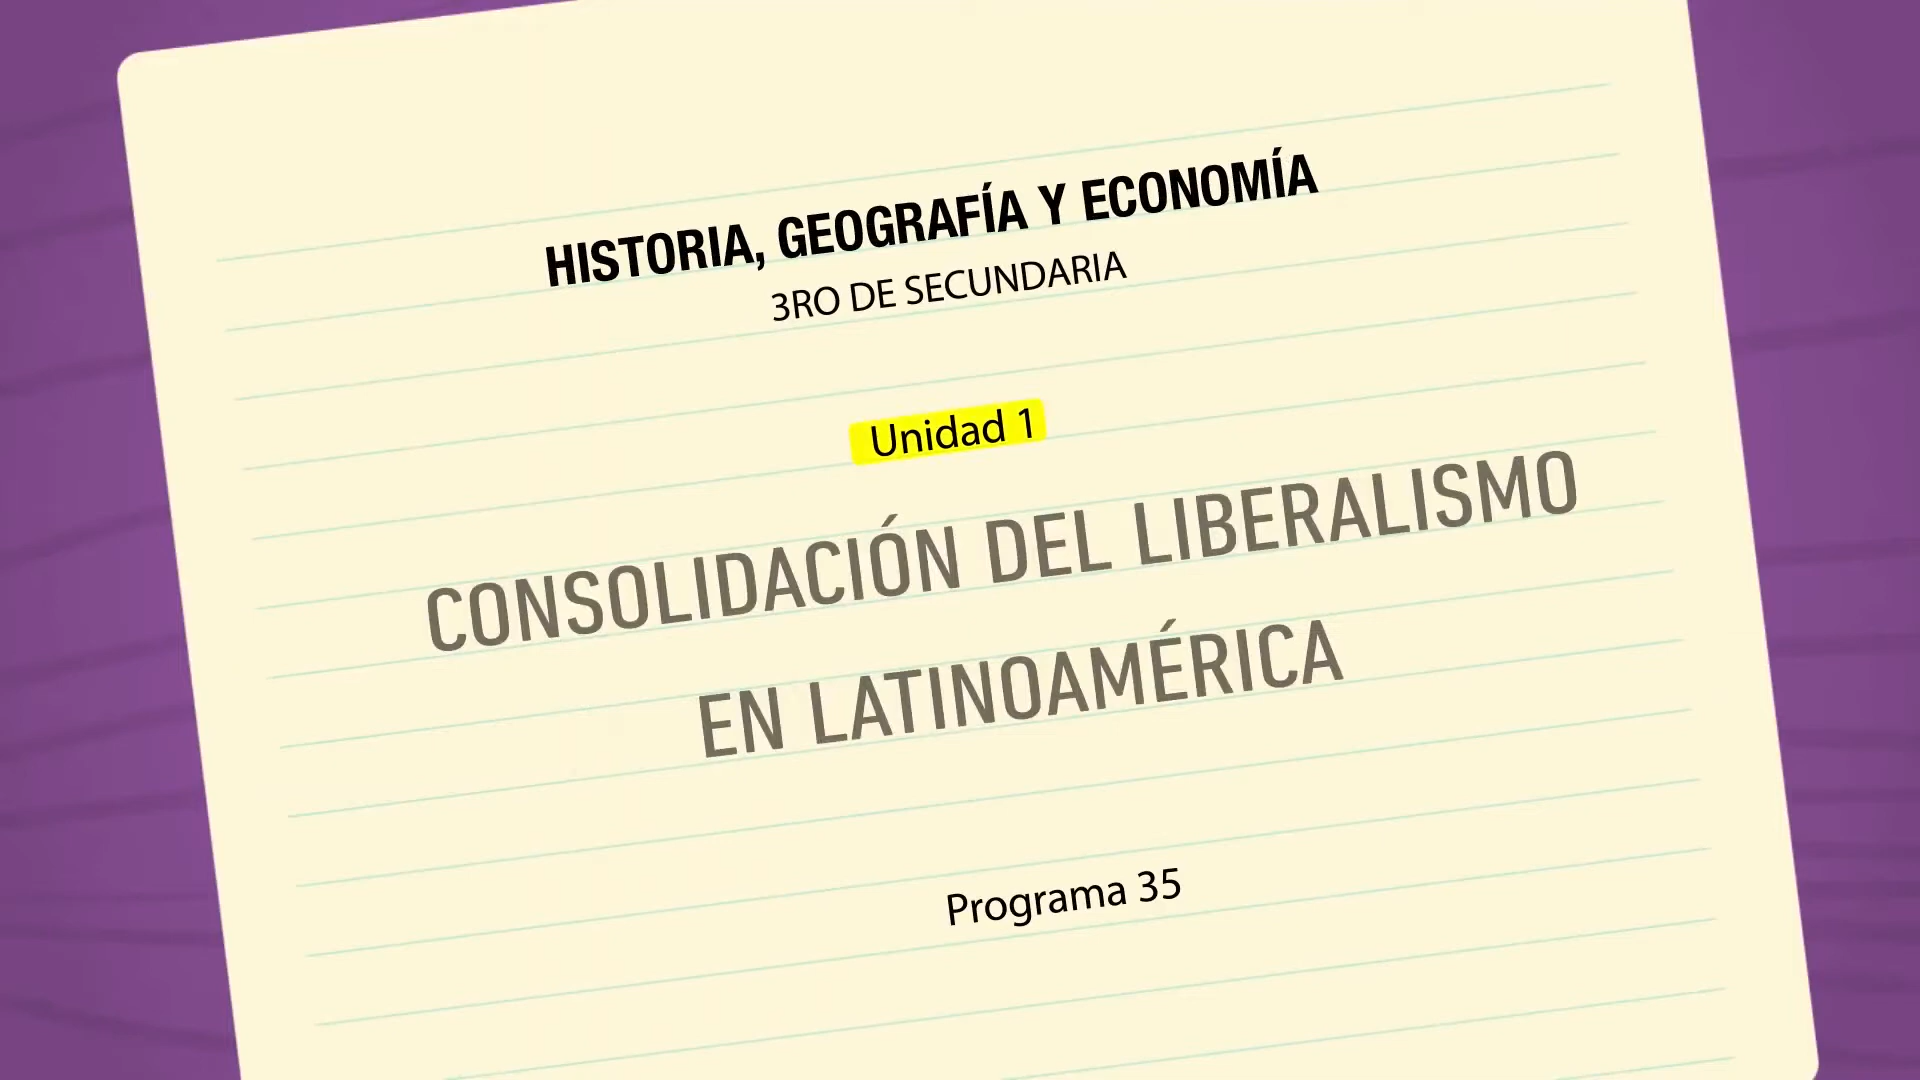 HISTORIA, GEOGRAFÍA Y ECONOMÍA
3RO DE SECUNDARIA
Unidad 1
CONSOLIDACIÓN DEL LIBERALISMO
EN LATINOAMÉRICA
Programa 35